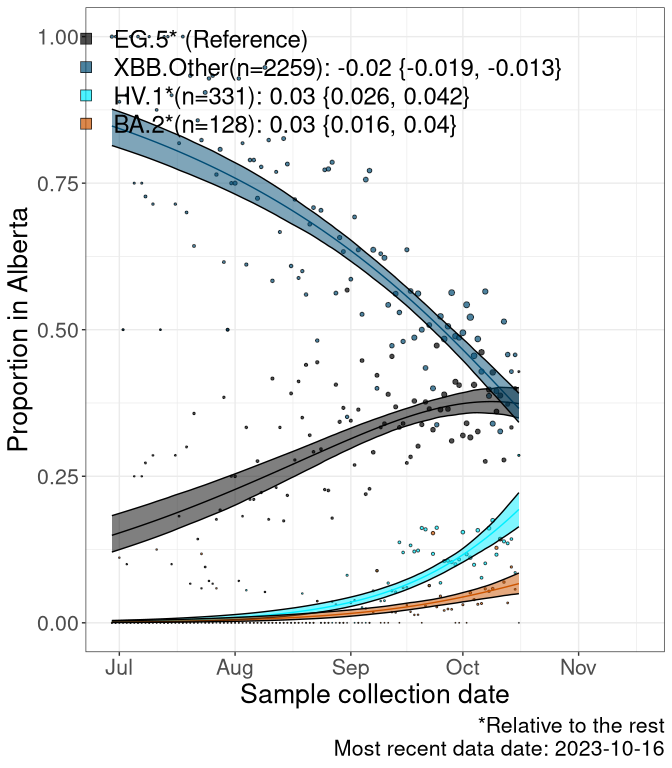 1.00
EG.5* (Reference)
XBB.Other(n=2259): -0.02 {-0.019, -0.013}
HV.1*(n=331): 0.03 {0.026, 0.042}
BA.2*(n=128): 0.03 {0.016, 0.04}
0.75
0.50
0.25
0.00
Proportion in Alberta
Jul Aug Sep Oct Nov
Sample collection date
*Relative to the rest
Most recent data date: 2023-10-16